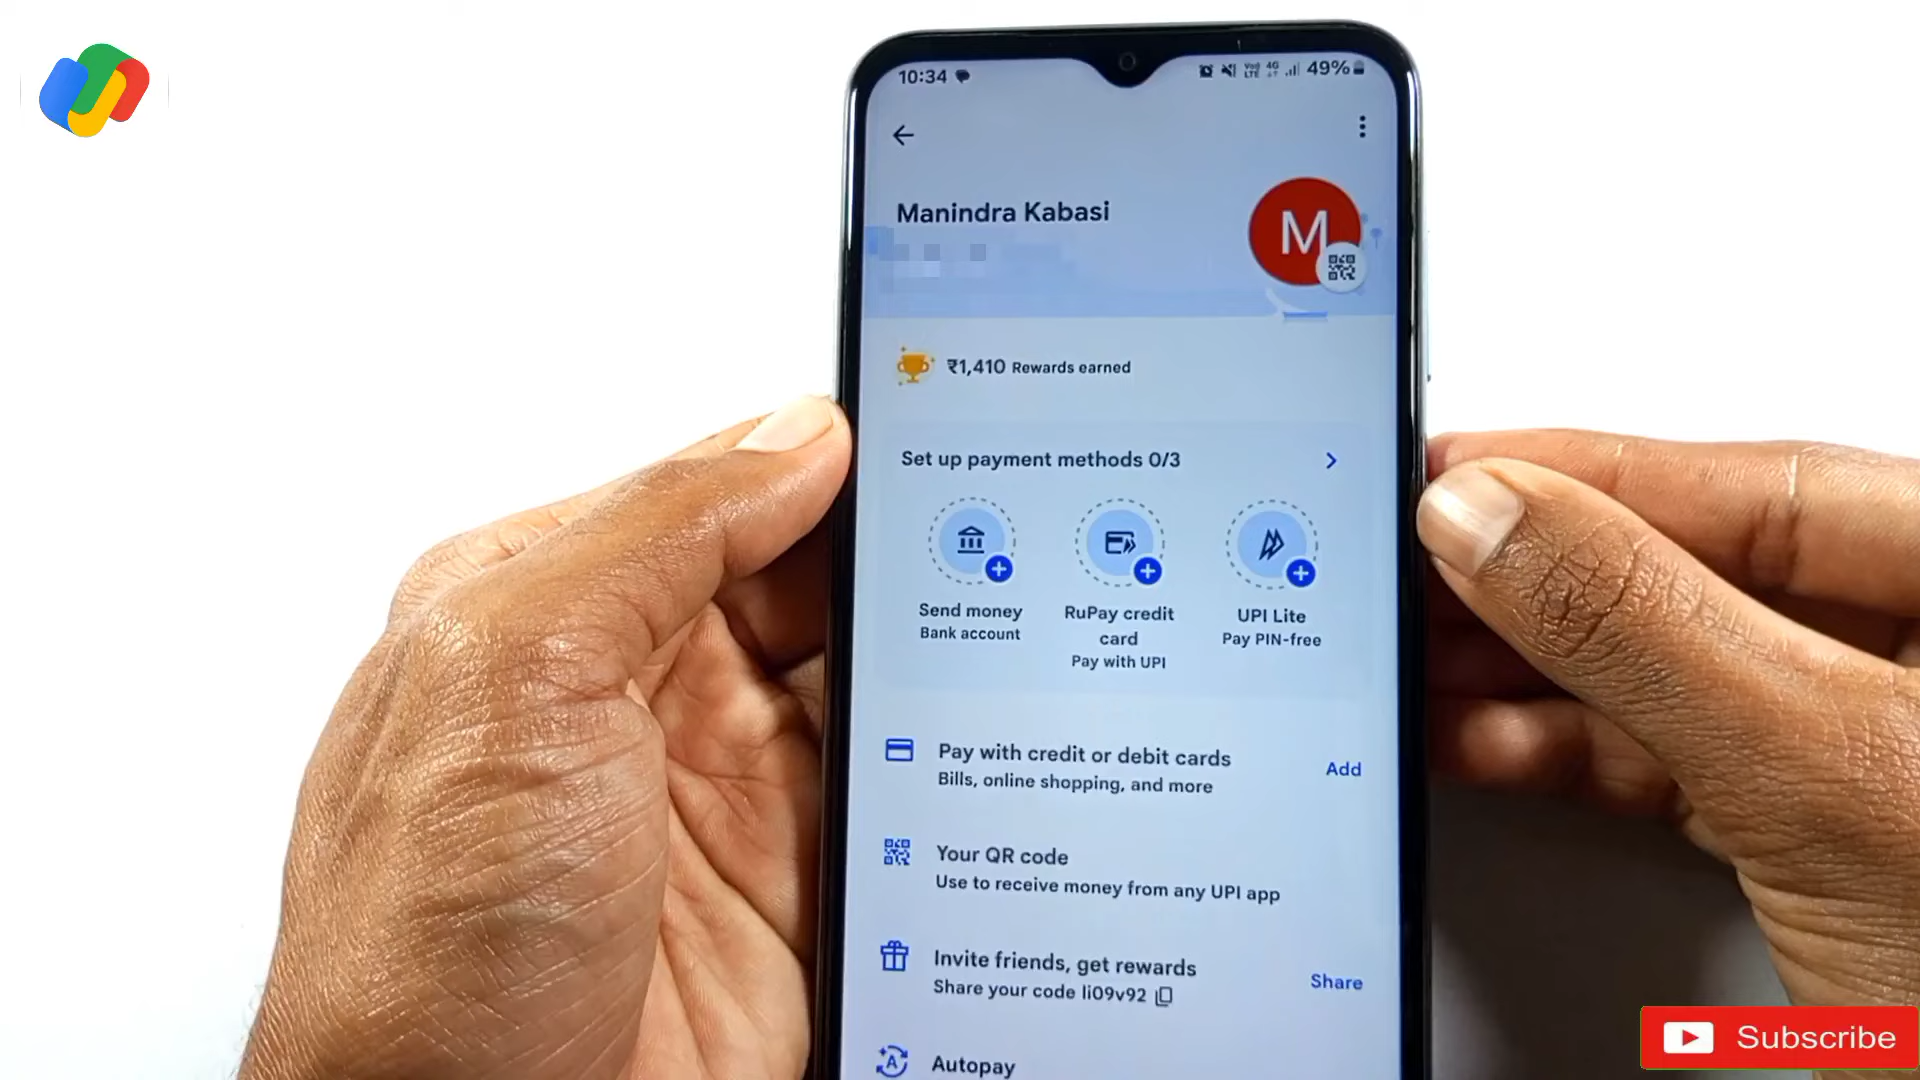 10:34
Vo) 4G
LTE
49%
Manindra Kabasi
M
₹1,410 Rewards earned
Set up payment methods 0/3
Send money
Bank account
RuPay credit
card
Pay with UPI
UPI Lite
Pay PIN-free
Pay with credit or debit cards
Bills, online shopping, and more
Add
Your QR code
Use to receive money from any UPI app
Invite friends, get rewards
Share your code li09v92
Share
A
Autopay
Subscribe